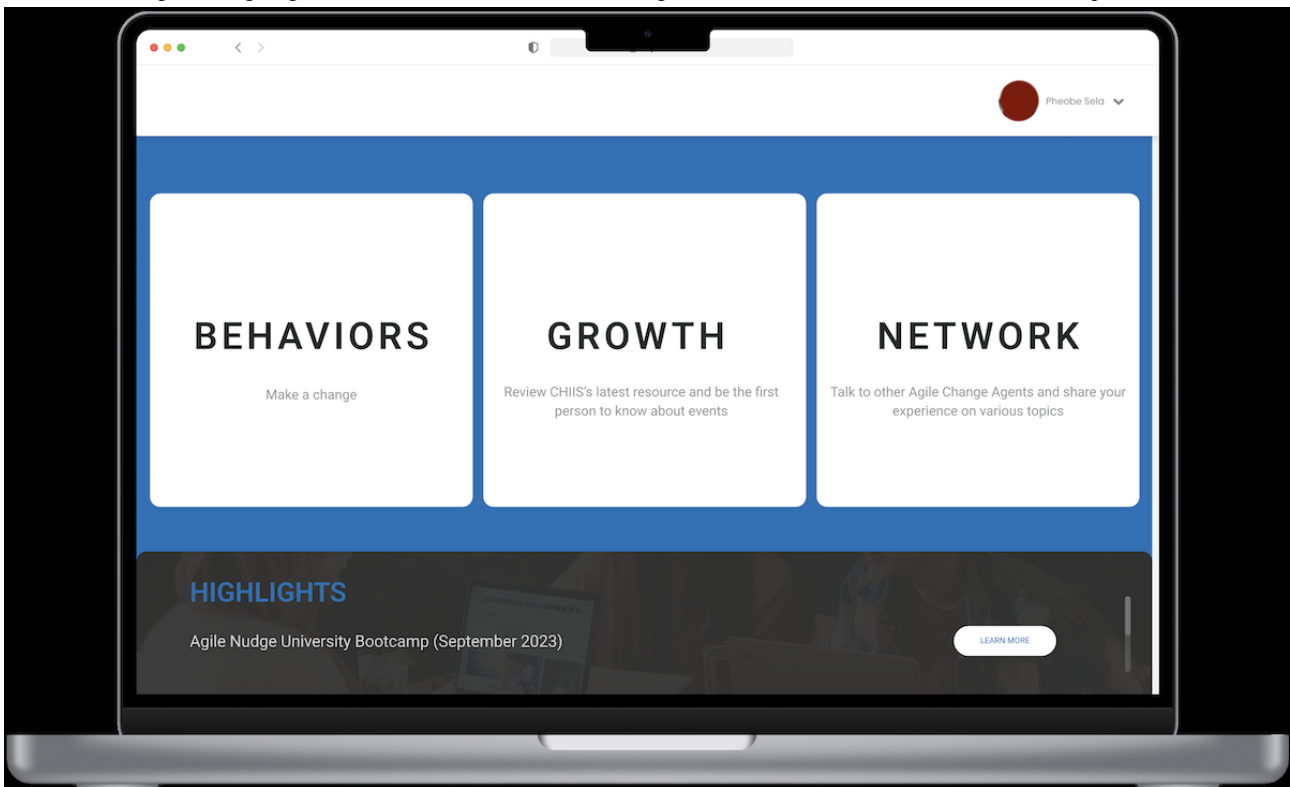 Pheobe Sela
BEHAVIORS
Make a change
GROWTH
Review CHIIS's latest resource and be the first
person to know about events
NETWORK
Talk to other Agile Change Agents and share your
experience on various topics
HIGHLIGHTS
Agile Nudge University Bootcamp (September 2023)
LEARN MORE